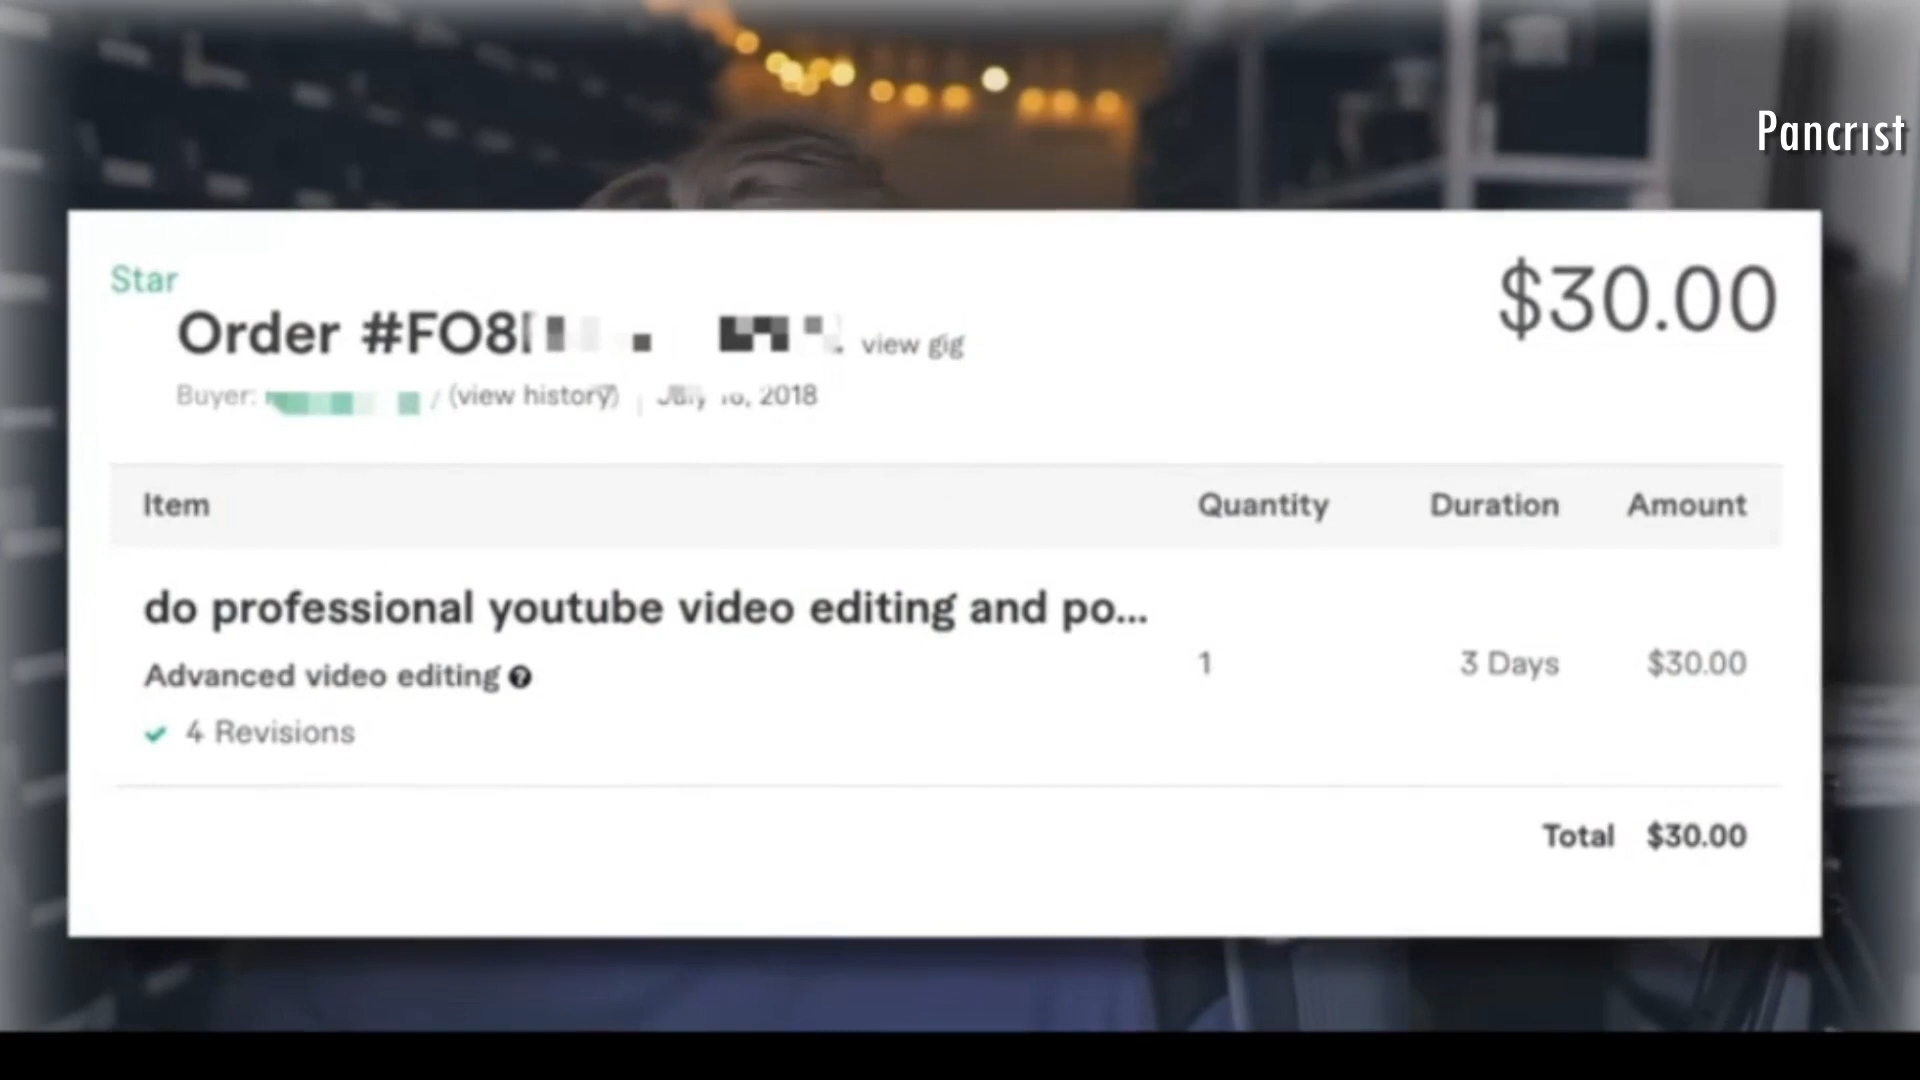 Pancrist
Star
$30.00
Order #FO8 view gig
Buyer: / (view history) | 2018
Item Quantity Duration Amount
do professional youtube video editing and po...
Advanced video editing ?
1 3 Days $30.00
4 Revisions
Total $30.00